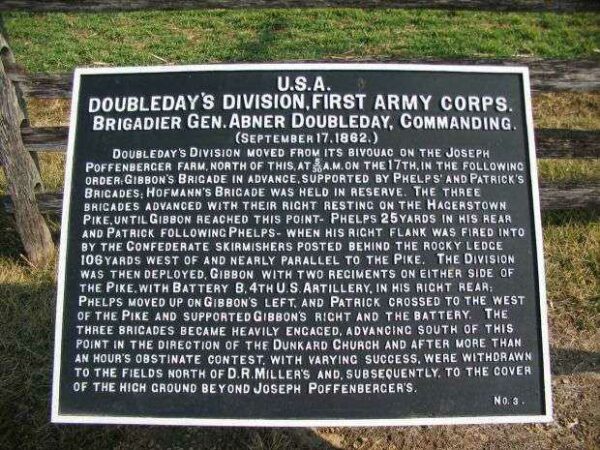 U.S.A.
DOUBLEDAY'S DIVISION, FIRST ARMY CORPS.
BRIGADIER GEN. ABNER DOUBLEDAY, COMMANDING.
(SEPTEMBER 17. 1862.)
DOUBLEDAY'S DIVISION MOVED FROM ITS BIVOUAC ON THE JOSEPH
POFFENBERGER FARM, NORTH OF THIS, AT A.M. ON THE 17TH, IN THE FOLLOWING
ORDER: GIBBON'S BRIGADE IN ADVANCE, SUPPORTED BY PHELPS' AND PATRICK'S
BRIGADES; HOFMANN'S BRIGADE WAS HELD IN RESERVE. THE THREE
BRIGADES ADVANCED WITH THEIR RIGHT RESTING ON THE HAGERSTOWN
PIKE, UNTIL GIBBON REACHED THIS POINT- PHELPS 25 YARDS IN HIS REAR
AND PATRICK FOLLOWING PHELPS- WHEN HIS RIGHT FLANK WAS FIRED INTO
BY THE CONFEDERATE SKIRMISHERS POSTED BEHIND THE ROCKY LEDGE
106 YARDS WEST OF AND NEARLY PARALLEL TO THE PIKE. THE DIVISION
WAS THEN DEPLOYED, GIBBON WITH TWO REGIMENTS ON EITHER SIDE OF
THE PIKE, WITH BATTERY B, 4TH U.S. ARTILLERY, IN HIS RIGHT REAR;
PHELPS MOVED UP ON GIBBON'S LEFT, AND PATRICK CROSSED TO THE WEST
OF THE PIKE AND SUPPORTED GIBBON'S RIGHT AND THE BATTERY. THE
THREE BRIGADES BECAME HEAVILY ENGAGED, ADVANCING SOUTH OF THIS
POINT IN THE DIRECTION OF THE DUNKARD CHURCH AND AFTER MORE THAN
AN HOUR'S OBSTINATE CONTEST, WITH VARYING SUCCESS, WERE WITHDRAWN
TO THE FIELDS NORTH OF D.R. MILLER'S AND, SUBSEQUENTLY, TO THE COVER
OF THE HIGH GROUND BEYOND JOSEPH POFFENBERGER'S.
NO. 3.